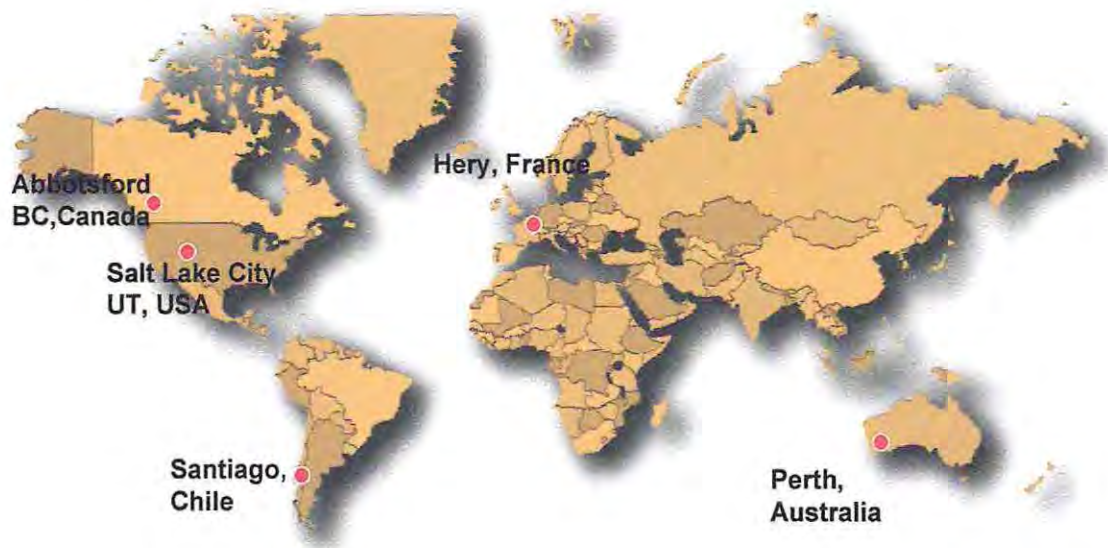 Hery, France
Abbotsford
BC,Canada
Salt Lake City
UT, USA
Santiago,
Chile
Perth,
Australia